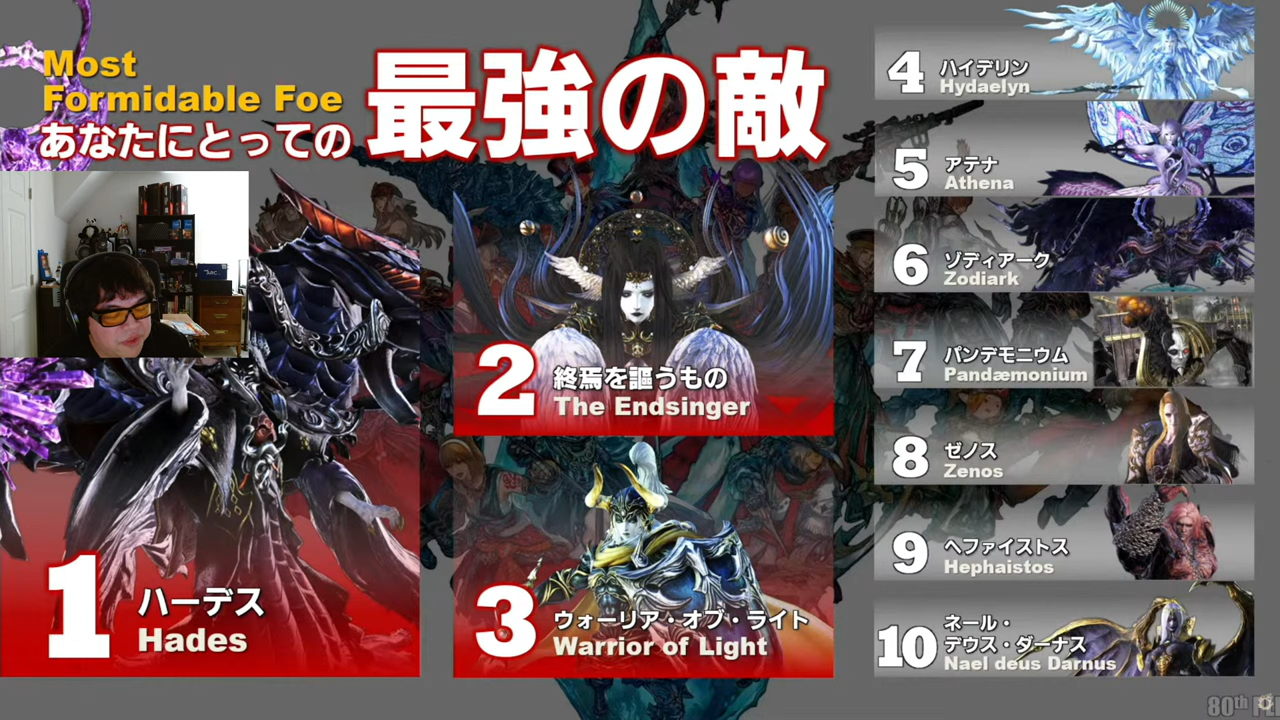 Most
Formidable Foe
あなたにとっての
最強の敵
1
ハーデス
Hades
2
終焉を謳うもの
The Endsinger
3
ウォーリア・オブ・ライト
Warrior of Light
4
ハイデリン
Hydaelyn
5
アテナ
Athena
6
ゾディアーク
Zodiark
7
パンデモニウム
Pandæmonium
8
ゼノス
Zenos
9
ヘファイストス
Hephaistos
10
ネール・
デウス・ダーナス
Nael deus Darnus
80th